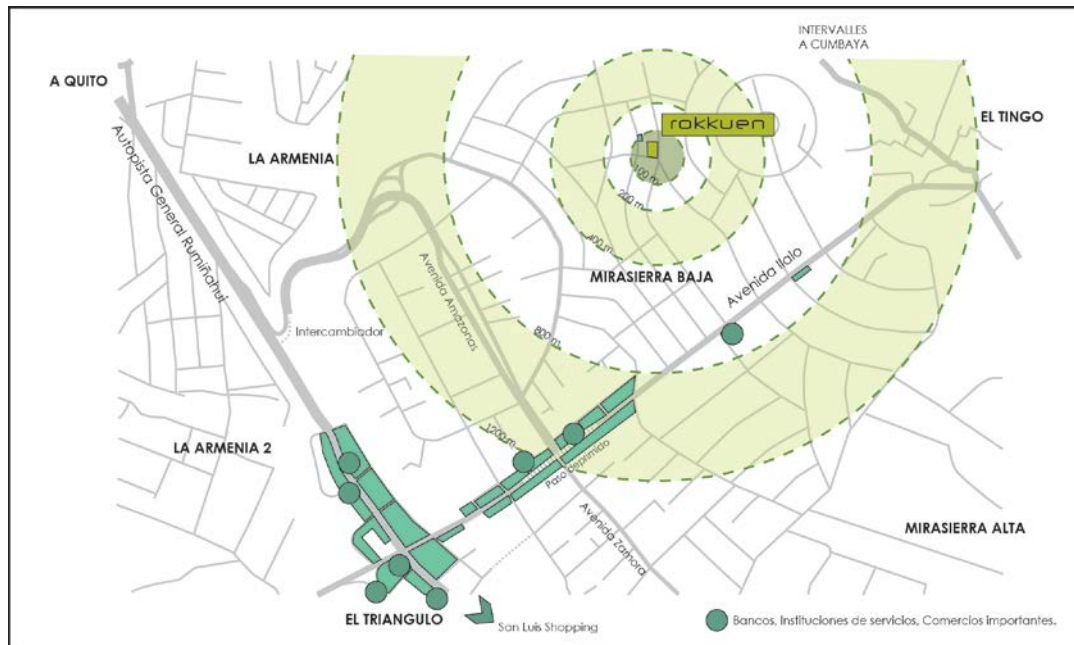 INTERVALLES
A CUMBAYA
A QUITO
EL TINGO
rokkuen
LA ARMENIA
100 m.
200 m.
400 m.
Autopista General Rumiñahui
MIRASIERRA BAJA
Avenida Ilalo
Avenida Amazonas
Intercambiador
800 m.
1200 m.
LA ARMENIA 2
Paso deprimido
Avenida Zamora
MIRASIERRA ALTA
EL TRIANGULO
San Luis Shopping
Bancos, Instituciones de servicios, Comercios importantes.